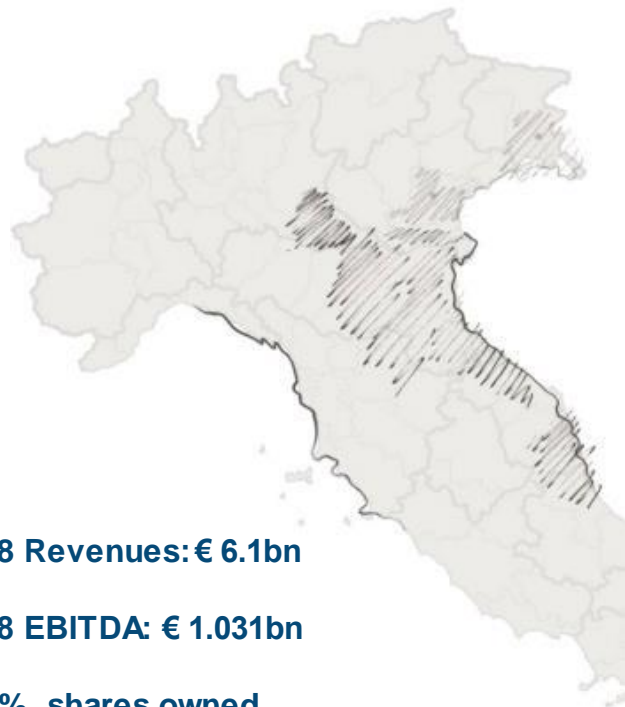 8 Revenues: € 6.1bn
8 EBITDA: € 1.031bn
% shares owned